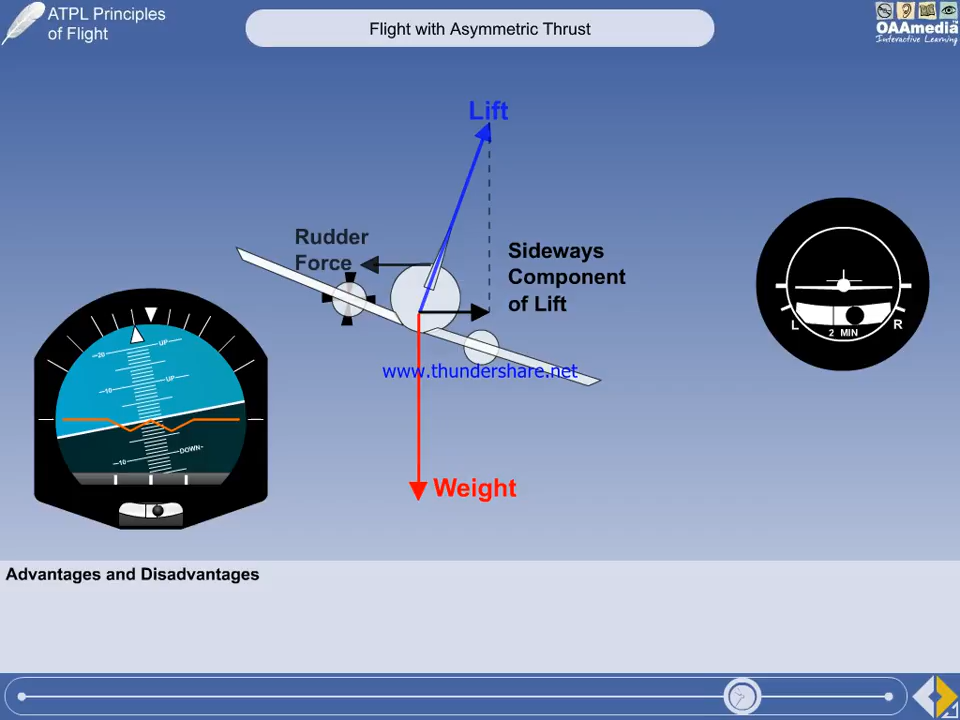 ATPL Principles
of Flight
Flight with Asymmetric Thrust
OAAmedia
Interactive Learning
Lift
Rudder
Force
Sideways
Component
of Lift
www.thundershare.net
Weight
20
UP
10
UP
DOWN
10
L
R
2 MIN
Advantages and Disadvantages